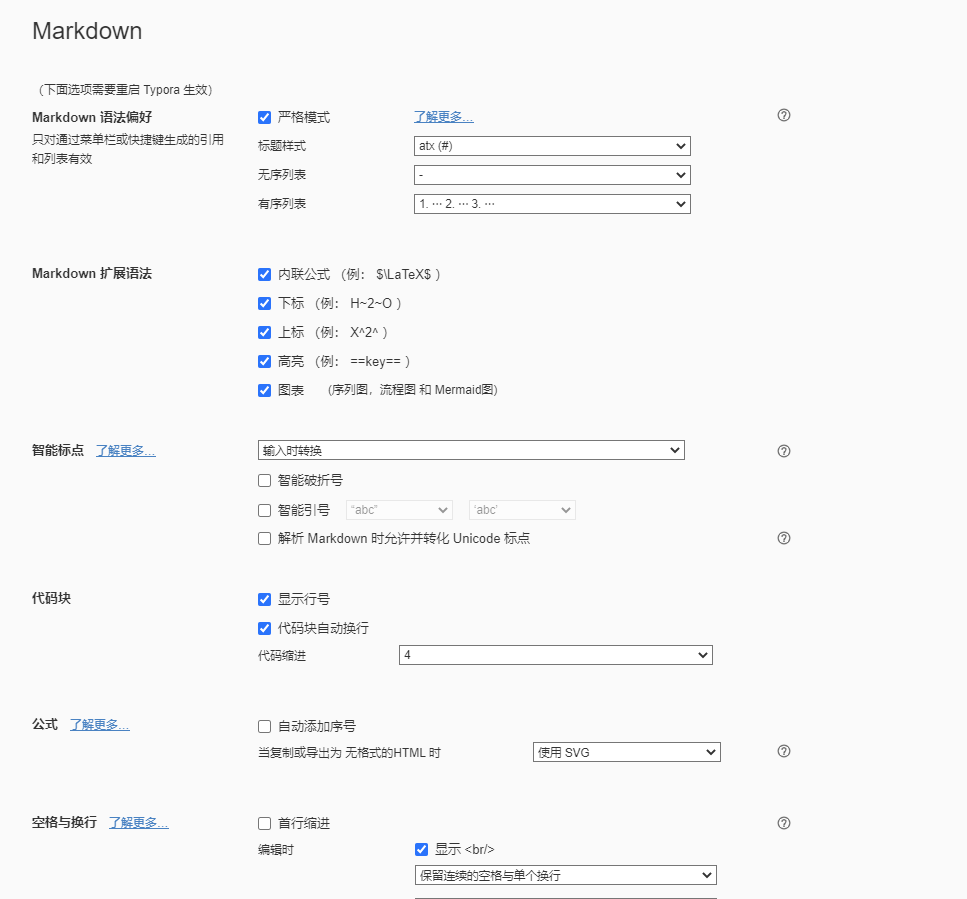 Markdown
（下面选项需要重启 Typora 生效）
Markdown 语法偏好
只对通过菜单栏或快捷键生成的引用
和列表有效
严格模式 了解更多…
标题样式 atx (#)
无序列表 -
有序列表 1. ··· 2. ··· 3. ···
Markdown 扩展语法
内联公式 （例： $\LaTeX$ ）
下标 （例： H~2~O ）
上标 （例： X^2^ ）
高亮 （例： ==key== ）
图表 (序列图，流程图 和 Mermaid图)
智能标点 了解更多… 输入时转换
智能破折号
智能引号 “abc” ‘abc’
解析 Markdown 时允许并转化 Unicode 标点
代码块 显示行号
代码块自动换行
代码缩进 4
公式 了解更多… 自动添加序号
当复制或导出为 无格式的HTML 时 使用 SVG
空格与换行 了解更多… 首行缩进
编辑时 显示 <br/>
保留连续的空格与单个换行